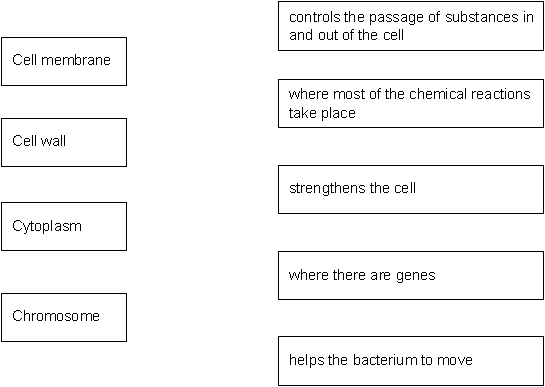 Cell membrane
Cell wall
Cytoplasm
Chromosome
controls the passage of substances in
and out of the cell
where most of the chemical reactions
take place
strengthens the cell
where there are genes
helps the bacterium to move